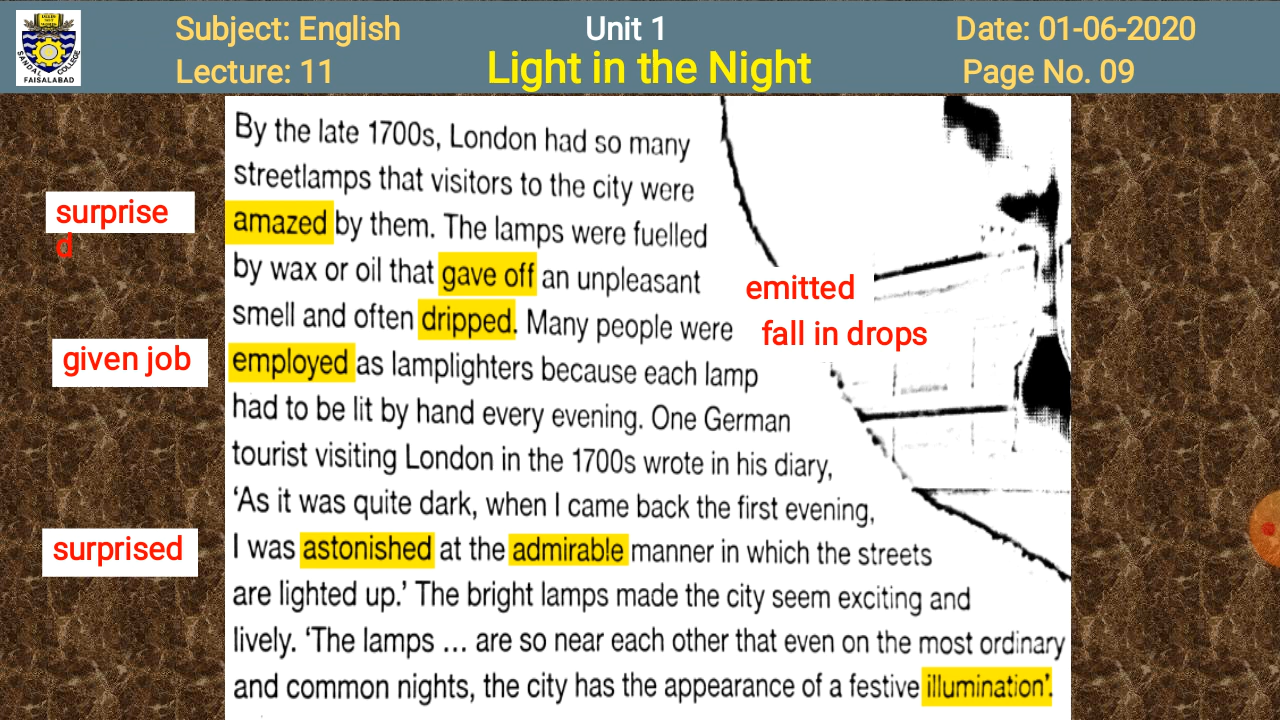 Subject: English
Unit 1
Date: 01-06-2020
Lecture: 11
Light in the Night
Page No. 09
SANDAL COLLEGE
FAISALABAD
By the late 1700s, London had so many
streetlamps that visitors to the city were
amazed by them. The lamps were fuelled
by wax or oil that gave off an unpleasant
smell and often dripped. Many people were
employed as lamplighters because each lamp
had to be lit by hand every evening. One German
tourist visiting London in the 1700s wrote in his diary,
‘As it was quite dark, when I came back the first evening,
I was astonished at the admirable manner in which the streets
are lighted up.’ The bright lamps made the city seem exciting and
lively. ‘The lamps ... are so near each other that even on the most ordinary
and common nights, the city has the appearance of a festive illumination’.
surprise
d
given job
surprised
emitted
fall in drops